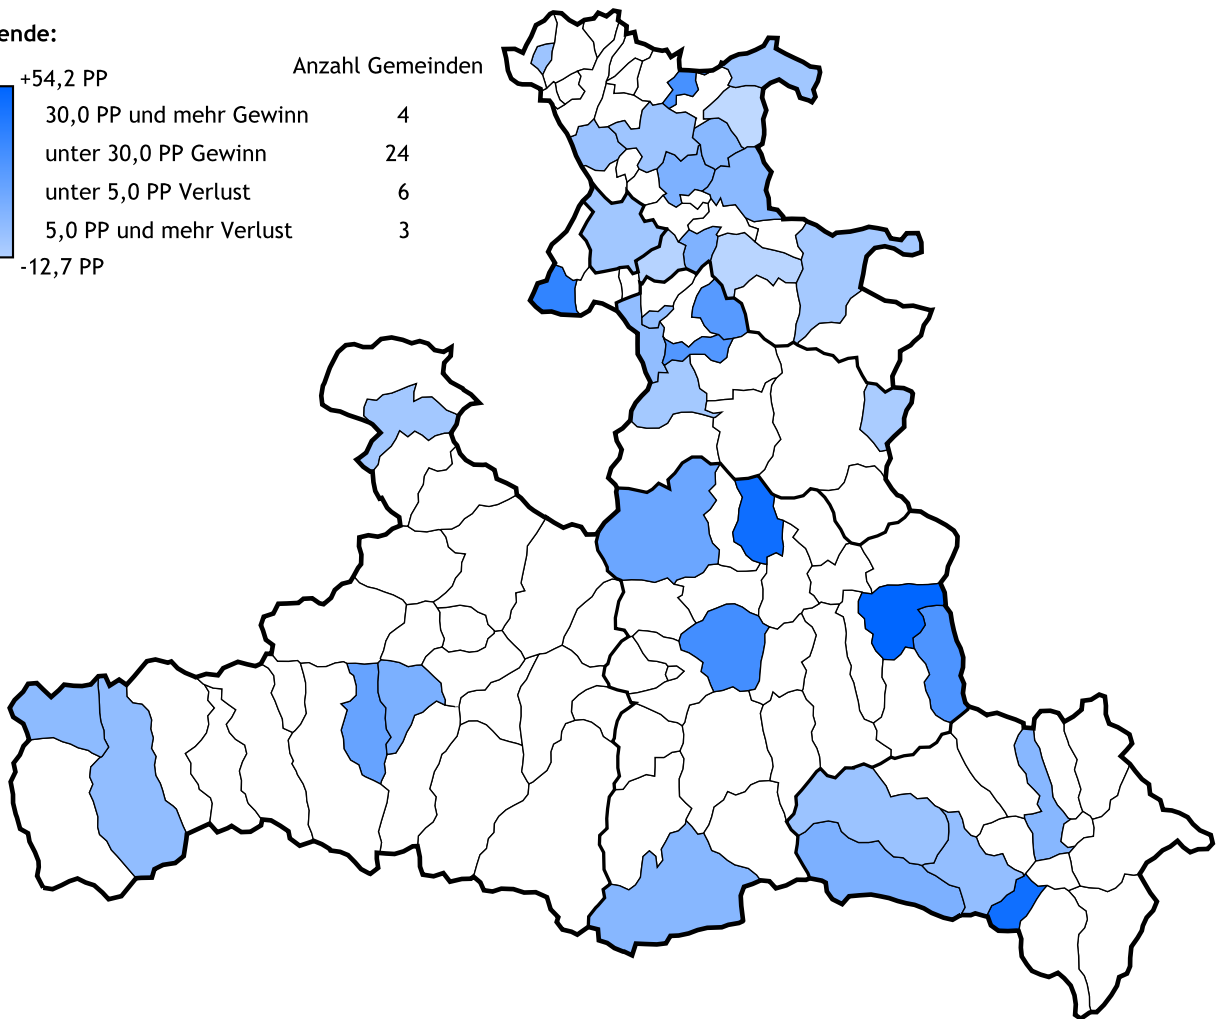 ende:
Anzahl Gemeinden
+54,2 PP
30,0 PP und mehr Gewinn 4
unter 30,0 PP Gewinn 24
unter 5,0 PP Verlust 6
5,0 PP und mehr Verlust 3
-12,7 PP